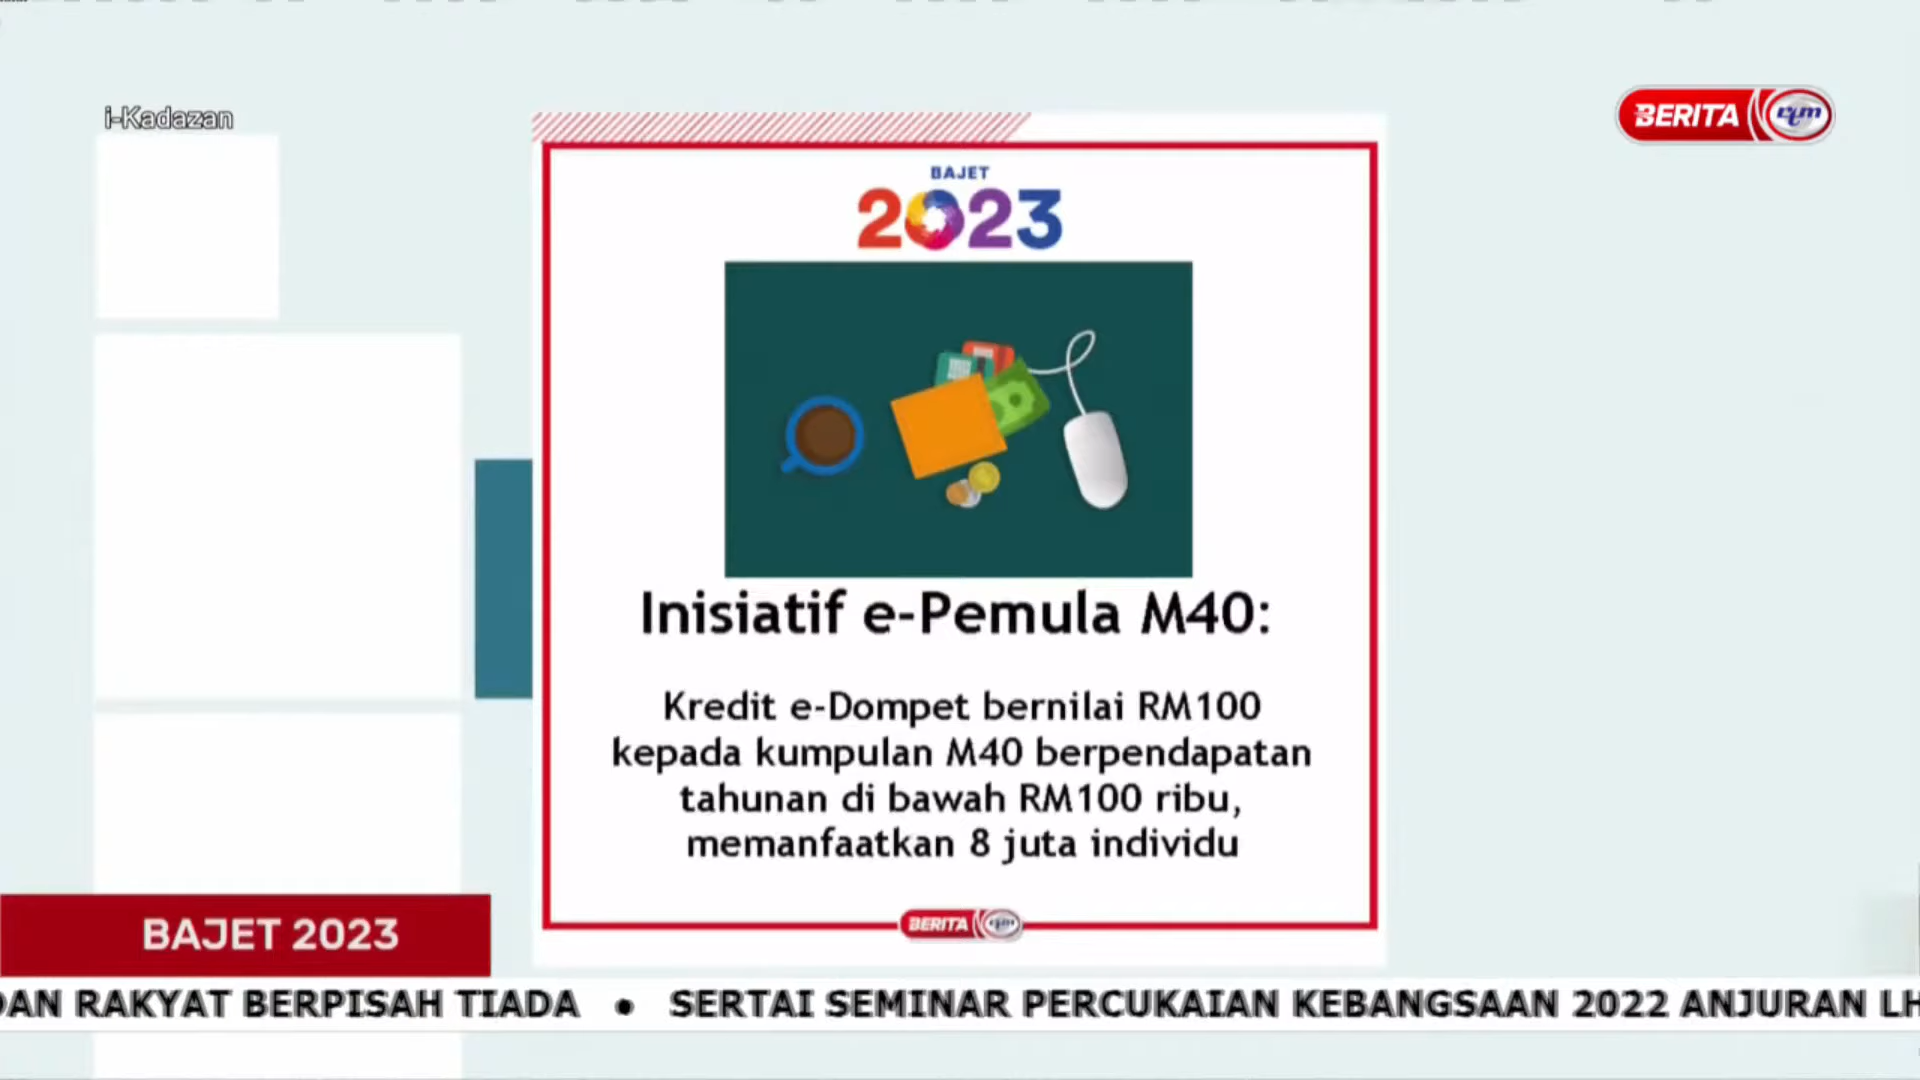 i-Kadazan
BERITA rtm
BAJET
2023
Inisiatif e-Pemula M40:
Kredit e-Dompet bernilai RM100
kepada kumpulan M40 berpendapatan
tahunan di bawah RM100 ribu,
memanfaatkan 8 juta individu
BERITA rtm
BAJET 2023
DAN RAKYAT BERPISAH TIADA • SERTAI SEMINAR PERCUKAIAN KEBANGSAAN 2022 ANJURAN LH